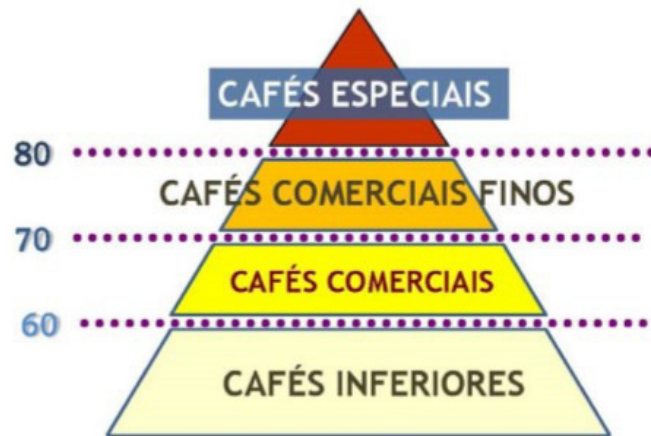 CAFÉS ESPECIAIS
80
CAFÉS COMERCIAIS FINOS
70
CAFÉS COMERCIAIS
60
CAFÉS INFERIORES